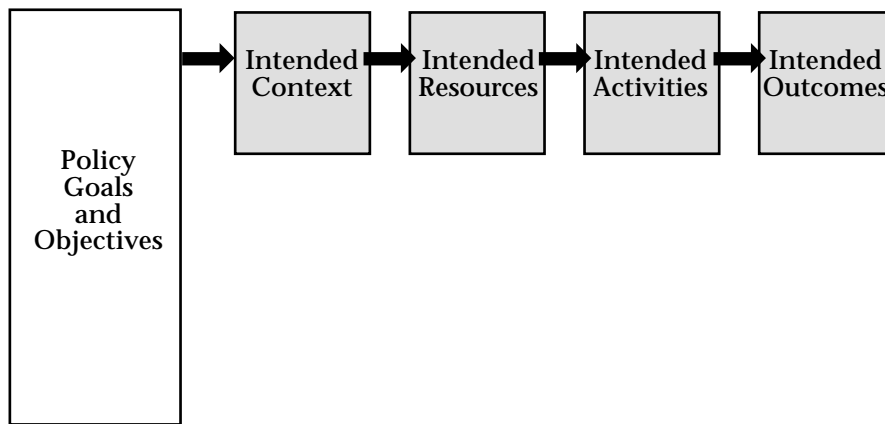 Intended
Context
Intended
Resources
Intended
Activities
Intended
Outcomes
Policy
Goals
and
Objectives